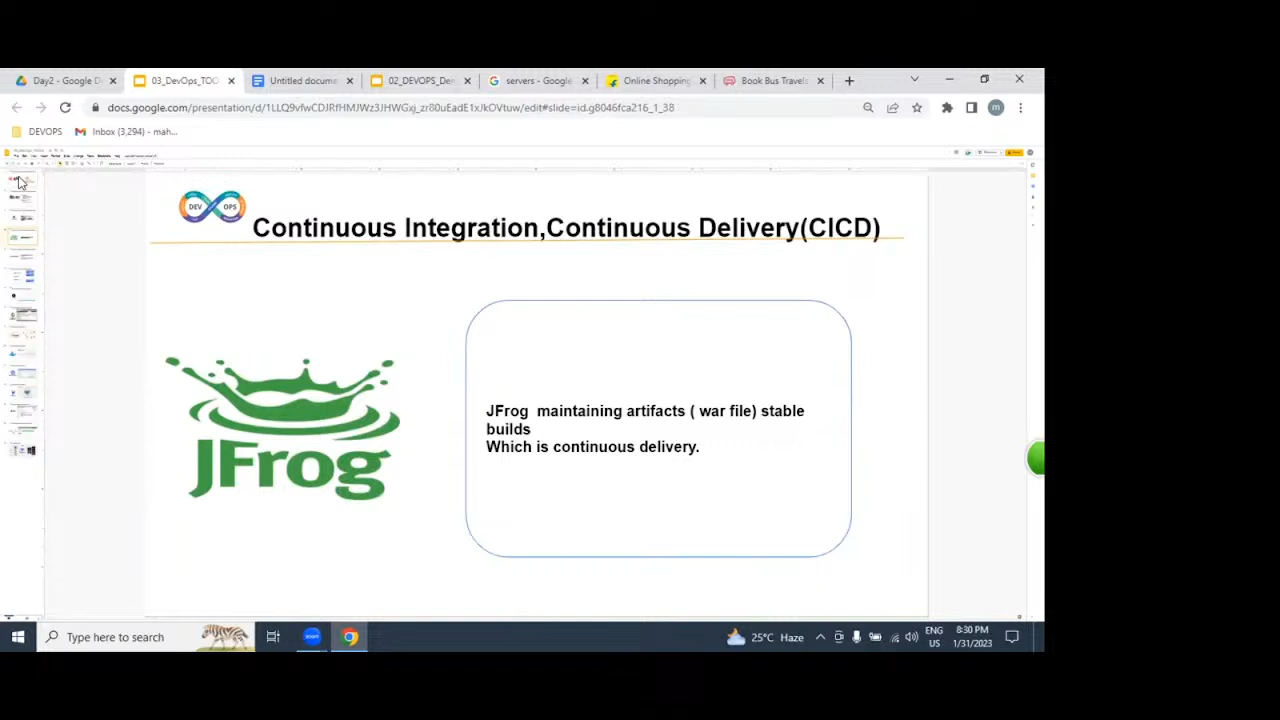 Day2 - Google D
03_DevOps_TOO
Untitled docume
02_DEVOPS_Den
servers - Google
Online Shopping
Book Bus Travels
docs.google.com/presentation/d/1LLQ9vfwCDJRfHMJWz3JHWGxj_zr80uEadE1xJkOVtuw/edit#slide=id.g8046fca216_1_38
m
DEVOPS
Inbox (3,294) - mah...
DEV OPS
Continuous Integration,Continuous Delivery(CICD)
JFrog
JFrog maintaining artifacts ( war file) stable
builds
Which is continuous delivery.
Type here to search
zoom
25°C Haze
ENG
US
8:30 PM
1/31/2023